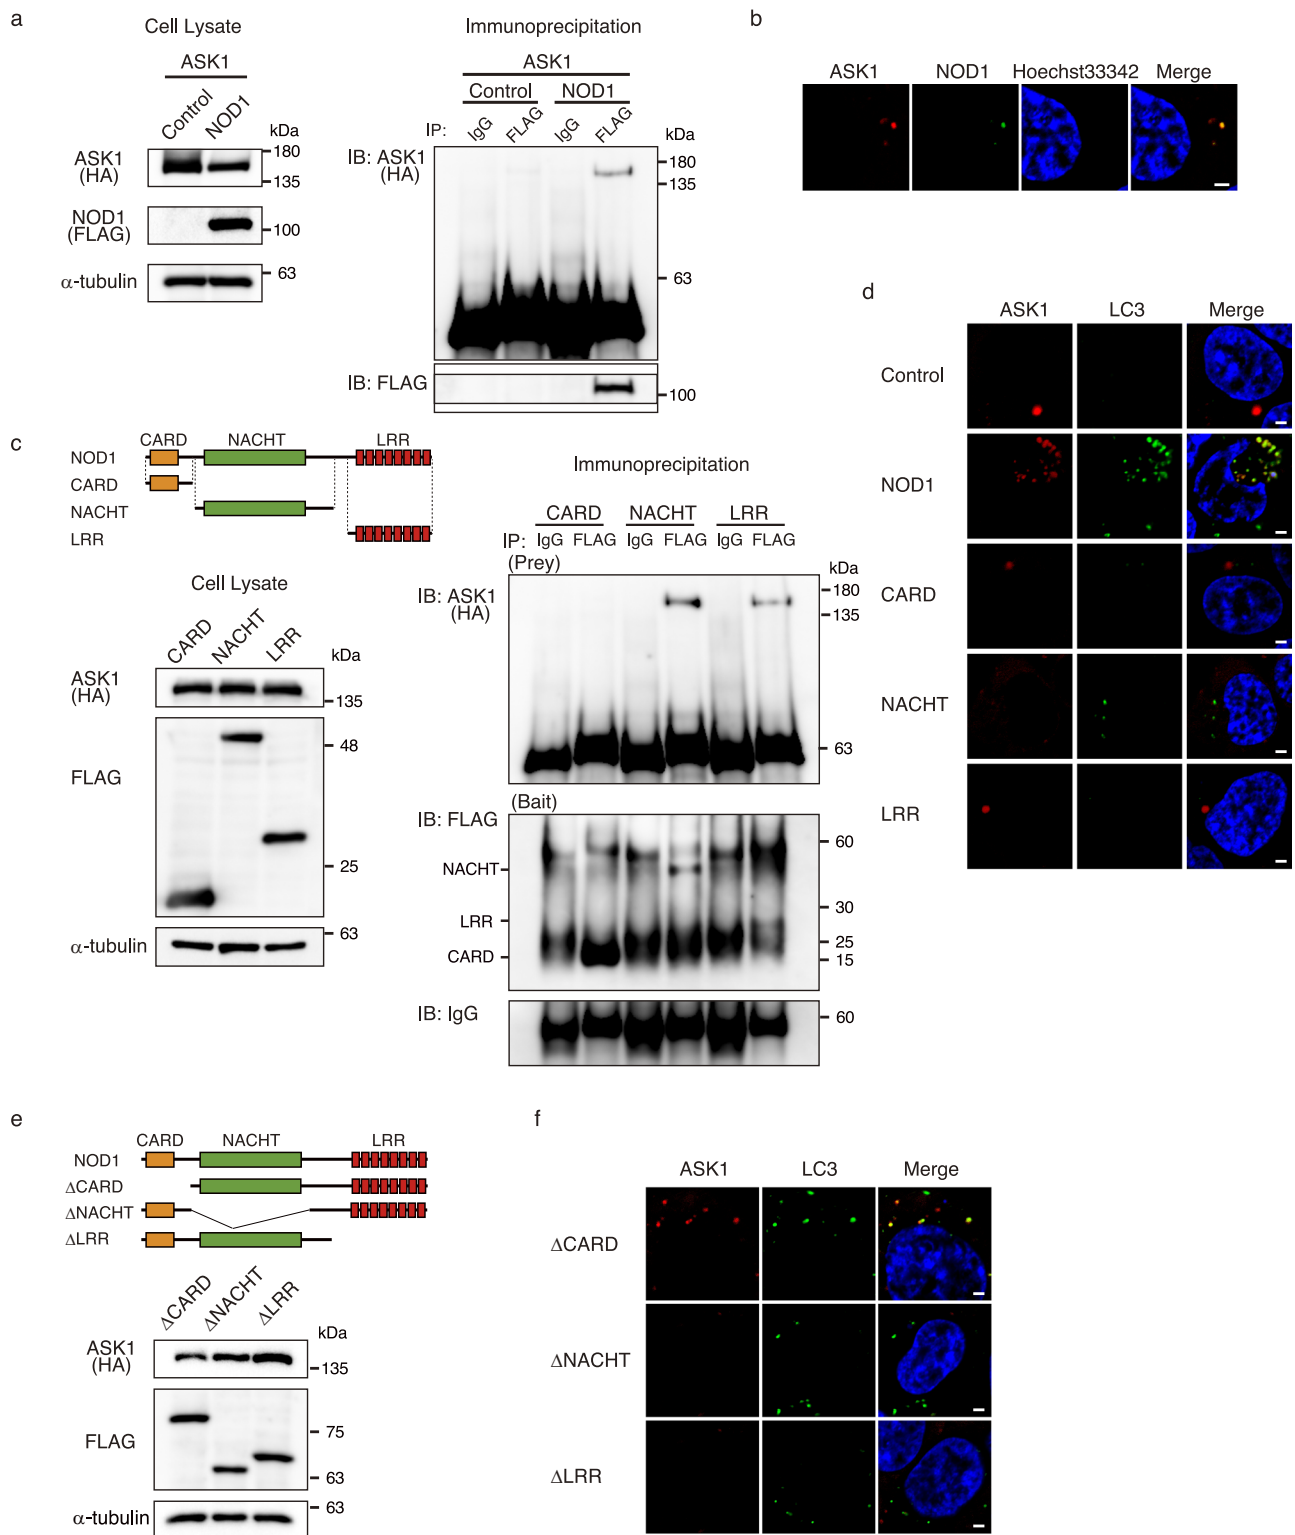 a
Cell Lysate
ASK1
Control
NOD1
kDa
ASK1
(HA)
180
135
NOD1
(FLAG)
100
α-tubulin
63
Immunoprecipitation
ASK1
Control
NOD1
IP:
IgG
FLAG
IgG
FLAG
kDa
IB: ASK1
(HA)
180
135
63
IB: FLAG
100
b
ASK1
NOD1
Hoechst33342
Merge
c
CARD
NACHT
LRR
NOD1
CARD
NACHT
LRR
Cell Lysate
CARD
NACHT
LRR
kDa
ASK1
(HA)
135
48
FLAG
25
63
α-tubulin
Immunoprecipitation
CARD
NACHT
LRR
IP:
IgG
FLAG
IgG
FLAG
IgG
FLAG
(Prey)
kDa
IB: ASK1
(HA)
180
135
63
(Bait)
IB: FLAG
60
NACHT
30
LRR
25
CARD
15
IB: IgG
60
d
ASK1
LC3
Merge
Control
NOD1
CARD
NACHT
LRR
e
CARD
NACHT
LRR
NOD1
ΔCARD
ΔNACHT
ΔLRR
ΔCARD
ΔNACHT
ΔLRR
kDa
ASK1
(HA)
135
FLAG
75
63
63
α-tubulin
f
ASK1
LC3
Merge
ΔCARD
ΔNACHT
ΔLRR